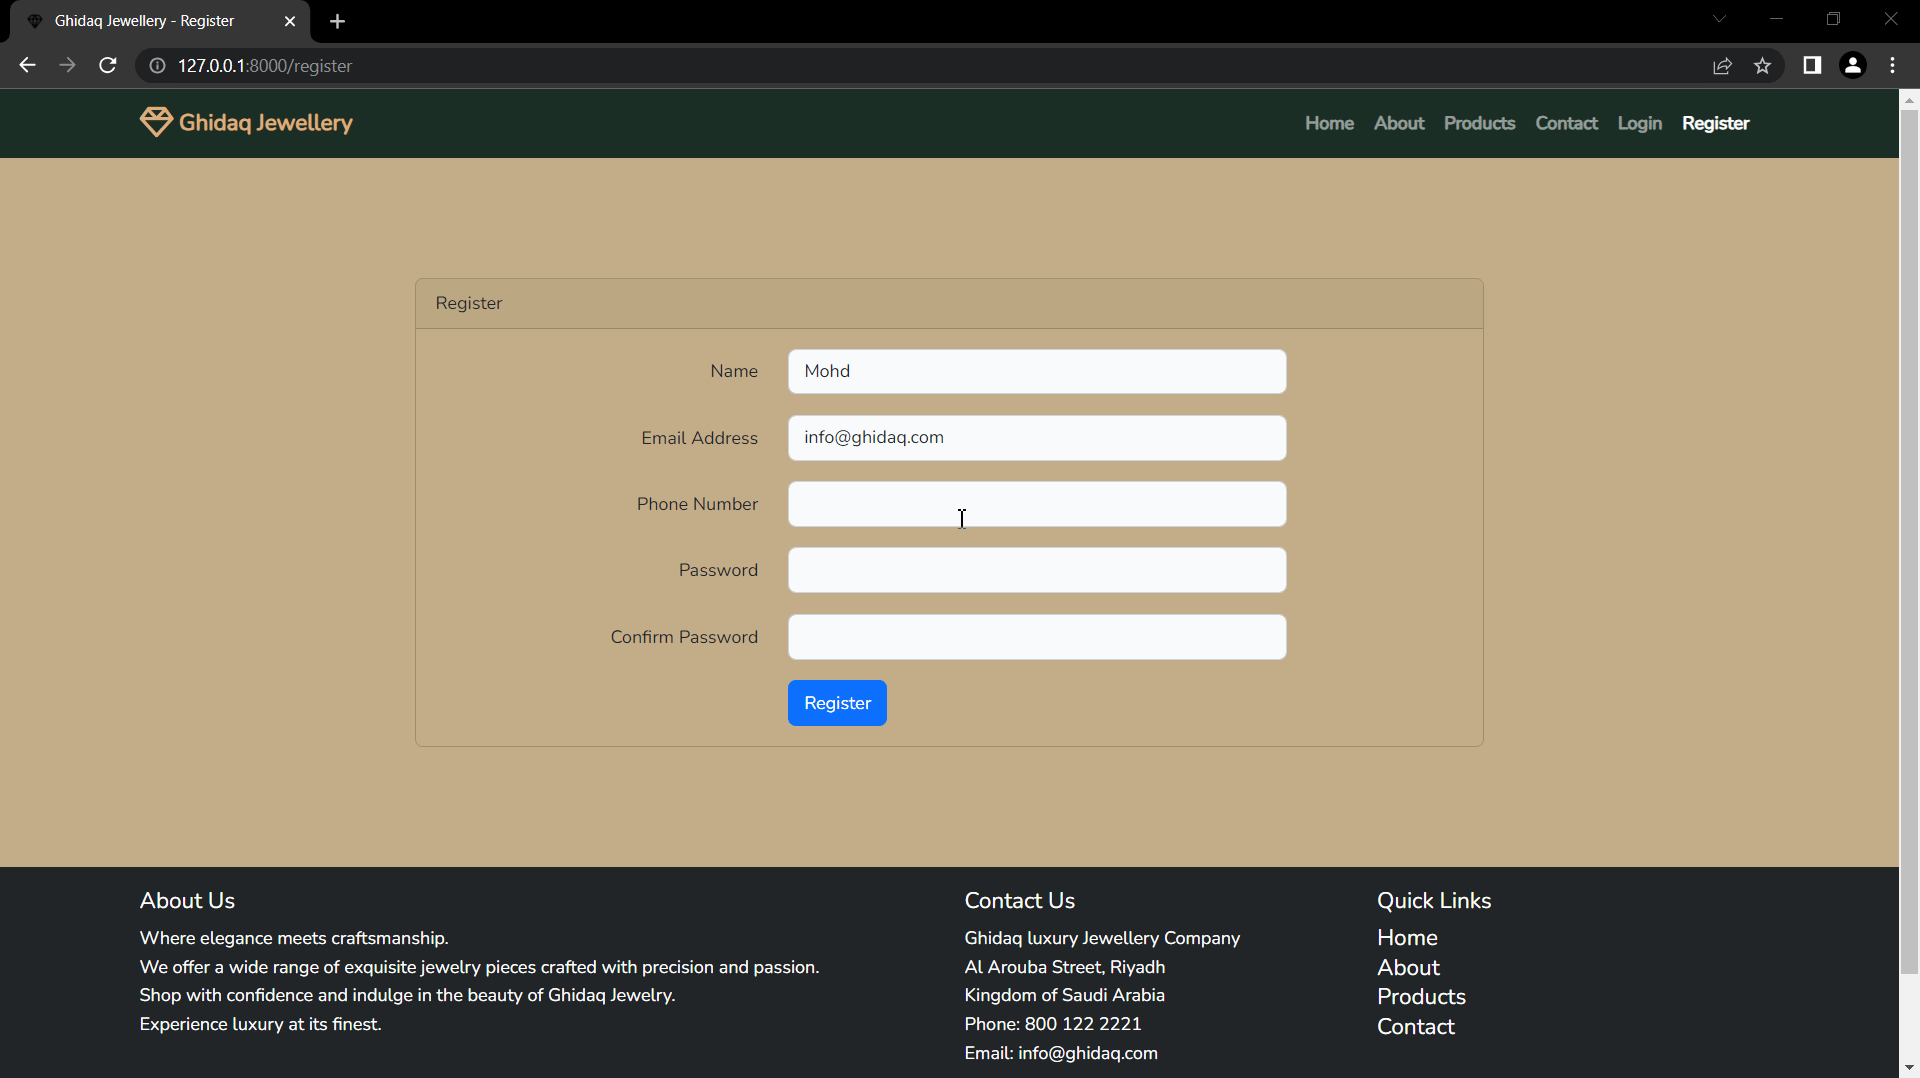 Ghidaq Jewellery - Register
127.0.0.1:8000/register
Ghidaq Jewellery
Home About Products Contact Login Register
Register
Name Mohd
Email Address info@ghidaq.com
Phone Number
Password
Confirm Password
Register
About Us
Where elegance meets craftsmanship.
We offer a wide range of exquisite jewelry pieces crafted with precision and passion.
Shop with confidence and indulge in the beauty of Ghidaq Jewelry.
Experience luxury at its finest.
Contact Us
Ghidaq luxury Jewellery Company
AL Arouba Street, Riyadh
Kingdom of Saudi Arabia
Phone: 800 122 2221
Email: info@ghidaq.com
Quick Links
Home
About
Products
Contact